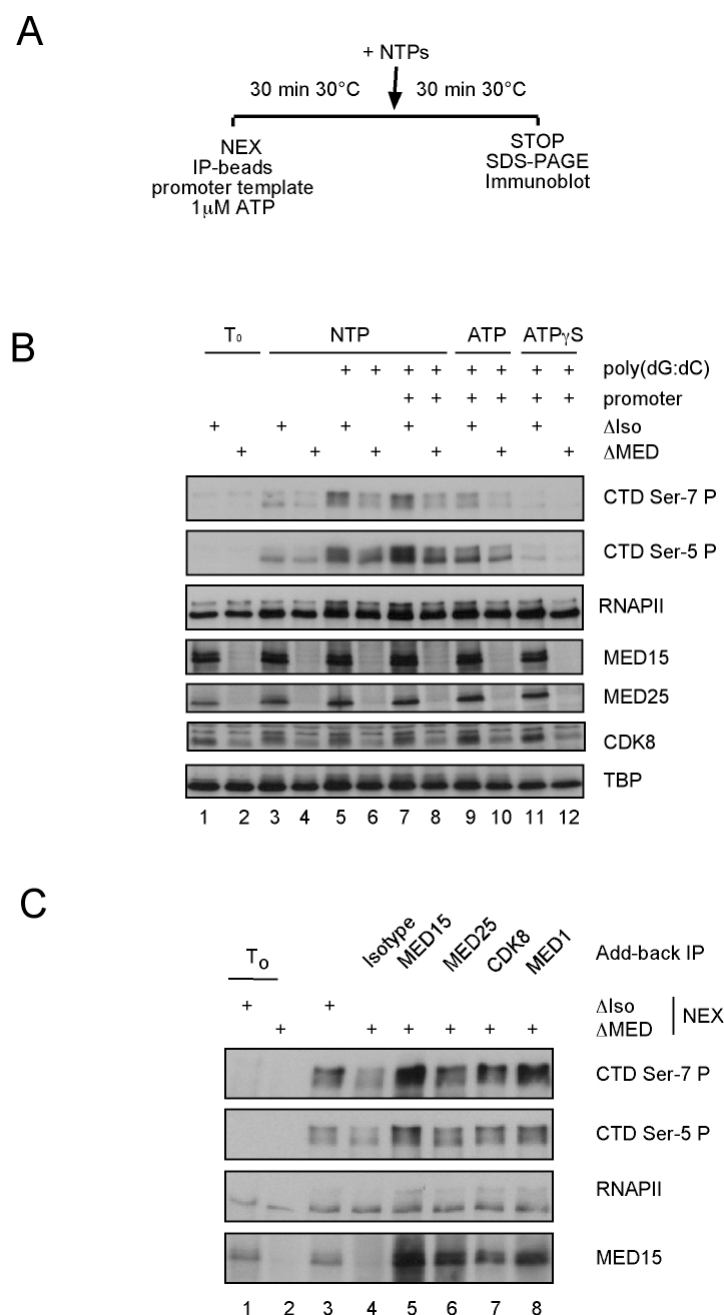 A
+ NTPs
30 min 30°C 30 min 30°C
NEX
IP-beads
promoter template
1µM ATP
STOP
SDS-PAGE
Immunoblot
B
T₀ NTP ATP ATPγS
+ + + + + + + + poly(dG:dC)
+ + + + + + promoter
+ + + + + + ΔIso
+ + + + + + ΔMED
CTD Ser-7 P
CTD Ser-5 P
RNAPII
MED15
MED25
CDK8
TBP
1 2 3 4 5 6 7 8 9 10 11 12
C
T₀ Isotype MED15 MED25 CDK8 MED1 Add-back IP
+ + ΔIso
+ + + + + + ΔMED
NEX
CTD Ser-7 P
CTD Ser-5 P
RNAPII
MED15
1 2 3 4 5 6 7 8